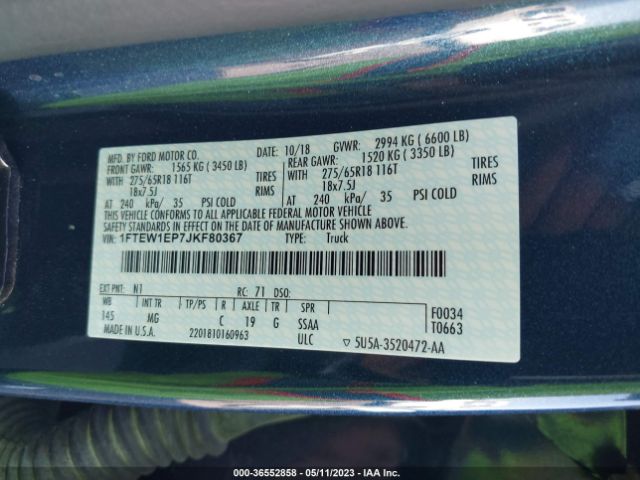 MFD. BY FORD MOTOR CO.
DATE: 10/18 GVWR: 2994 KG ( 6600 LB)
FRONT GAWR: 1565 KG ( 3450 LB) REAR GAWR: 1520 KG ( 3350 LB)
WITH 275/65R18 116T TIRES WITH 275/65R18 116T TIRES
18x7.5J RIMS 18x7.5J RIMS
AT 240 kPa/ 35 PSI COLD AT 240 kPa/ 35 PSI COLD
THIS VEHICLE CONFORMS TO ALL APPLICABLE FEDERAL MOTOR VEHICLE
SAFETY STANDARDS IN EFFECT ON THE DATE OF MANUFACTURE SHOWN ABOVE.
VIN: 1FTEW1EP7JKF80367 TYPE: Truck
EXT PNT: N1 RC: 71 DSO:
WB INT TR TP/PS R AXLE TR SPR
145 MG C 19 G SSAA
F0034
T0663
MADE IN U.S.A. 2201810160963 ULC ▽ 5U5A-3520472-AA
000-36552858 - 05/11/2023 - IAA Inc.